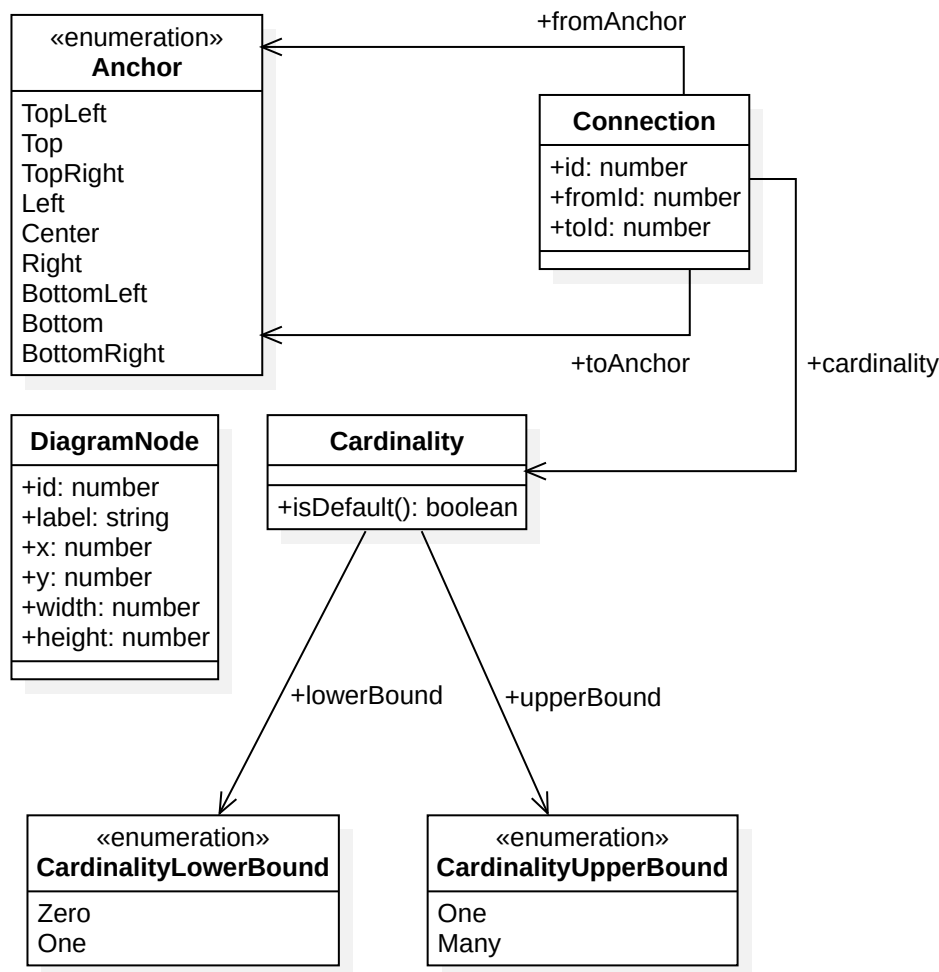 +fromAnchor
«enumeration»
Anchor
TopLeft
Top
TopRight
Left
Center
Right
BottomLeft
Bottom
BottomRight
Connection
+id: number
+fromId: number
+toId: number
+toAnchor
+cardinality
DiagramNode
+id: number
+label: string
+x: number
+y: number
+width: number
+height: number
Cardinality
+isDefault(): boolean
+lowerBound
+upperBound
«enumeration»
CardinalityLowerBound
Zero
One
«enumeration»
CardinalityUpperBound
One
Many